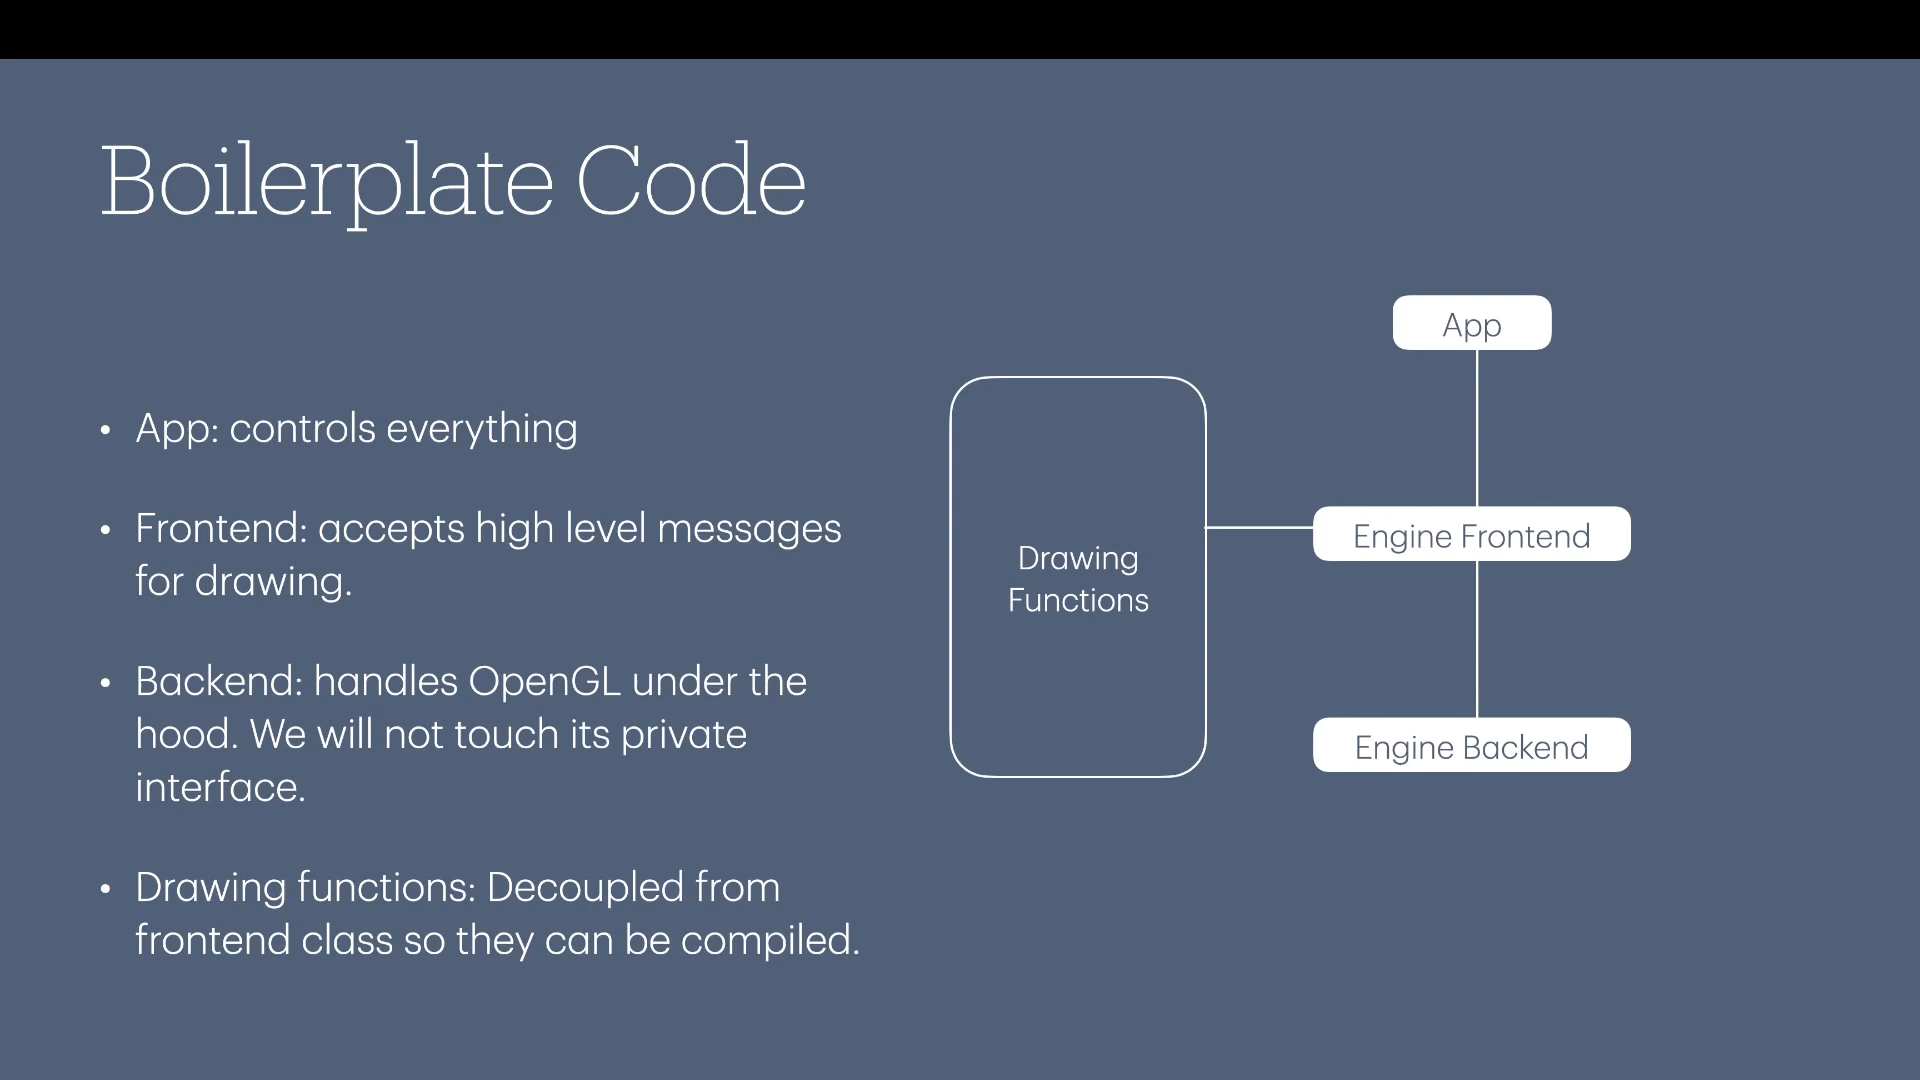 Boilerplate Code
• App: controls everything
• Frontend: accepts high level messages
for drawing.
• Backend: handles OpenGL under the
hood. We will not touch its private
interface.
• Drawing functions: Decoupled from
frontend class so they can be compiled.
App
Engine Frontend
Drawing
Functions
Engine Backend